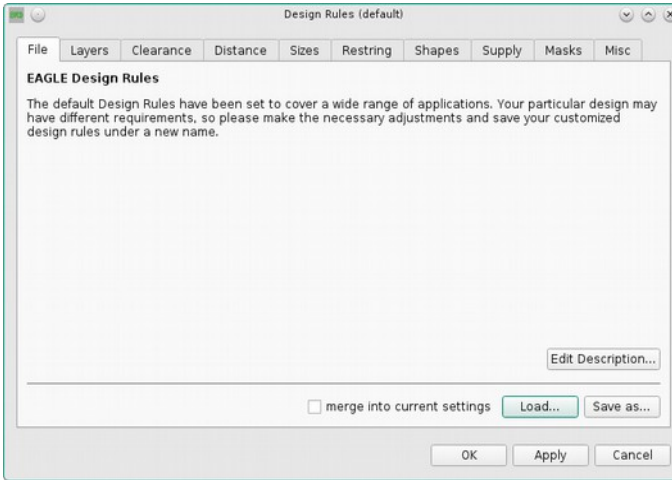 Design Rules (default)
File Layers Clearance Distance Sizes Restring Shapes Supply Masks Misc
EAGLE Design Rules
The default Design Rules have been set to cover a wide range of applications. Your particular design may
have different requirements, so please make the necessary adjustments and save your customized
design rules under a new name.
Edit Description...
merge into current settings Load... Save as...
OK Apply Cancel